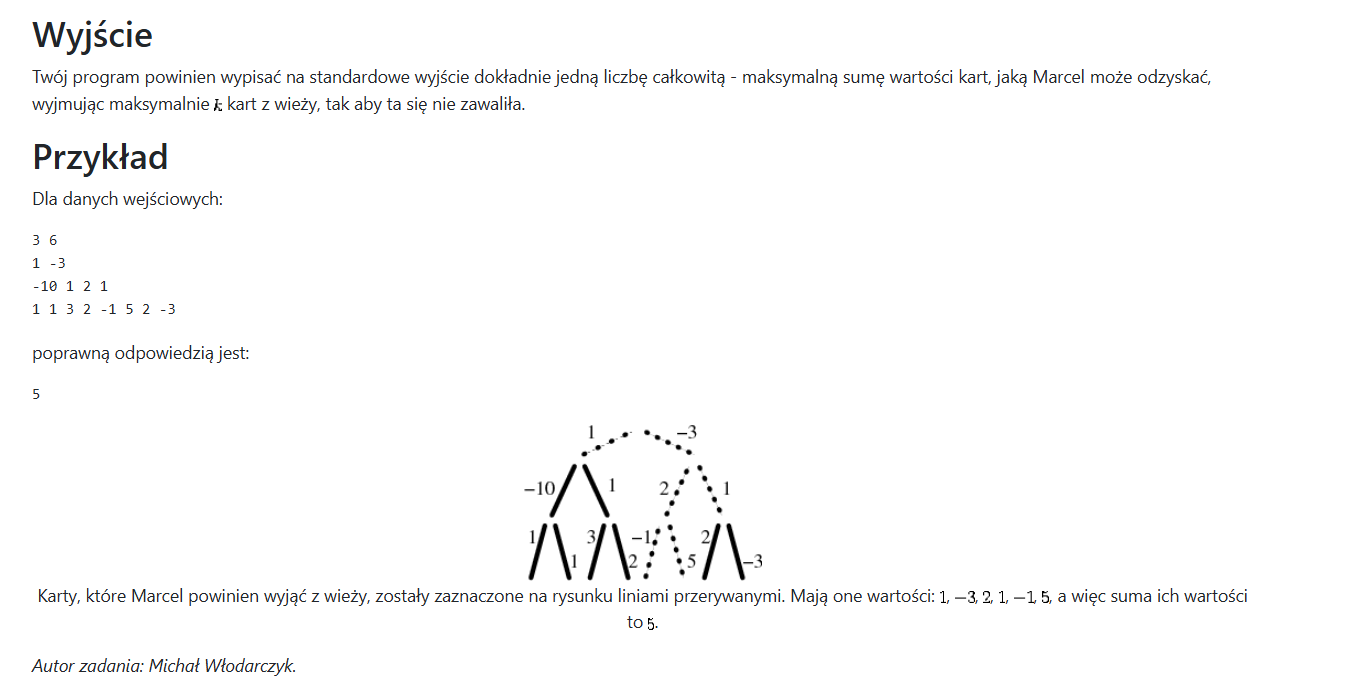 Wyjście
Twój program powinien wypisać na standardowe wyjście dokładnie jedną liczbę całkowitą - maksymalną sumę wartości kart, jaką Marcel może odzyskać,
wyjmując maksymalnie k kart z wieży, tak aby ta się nie zawaliła.
Przykład
Dla danych wejściowych:
3 6
1 -3
-10 1 2 1
1 1 3 2 -1 5 2 -3
poprawną odpowiedzią jest:
5
1 −3
−10 1 2 1
1 1 3 2 −1 5 2 −3
Karty, które Marcel powinien wyjąć z wieży, zostały zaznaczone na rysunku liniami przerywanymi. Mają one wartości: 1, −3, 2, 1, −1, 5, a więc suma ich wartości
to 5.
Autor zadania: Michał Włodarczyk.